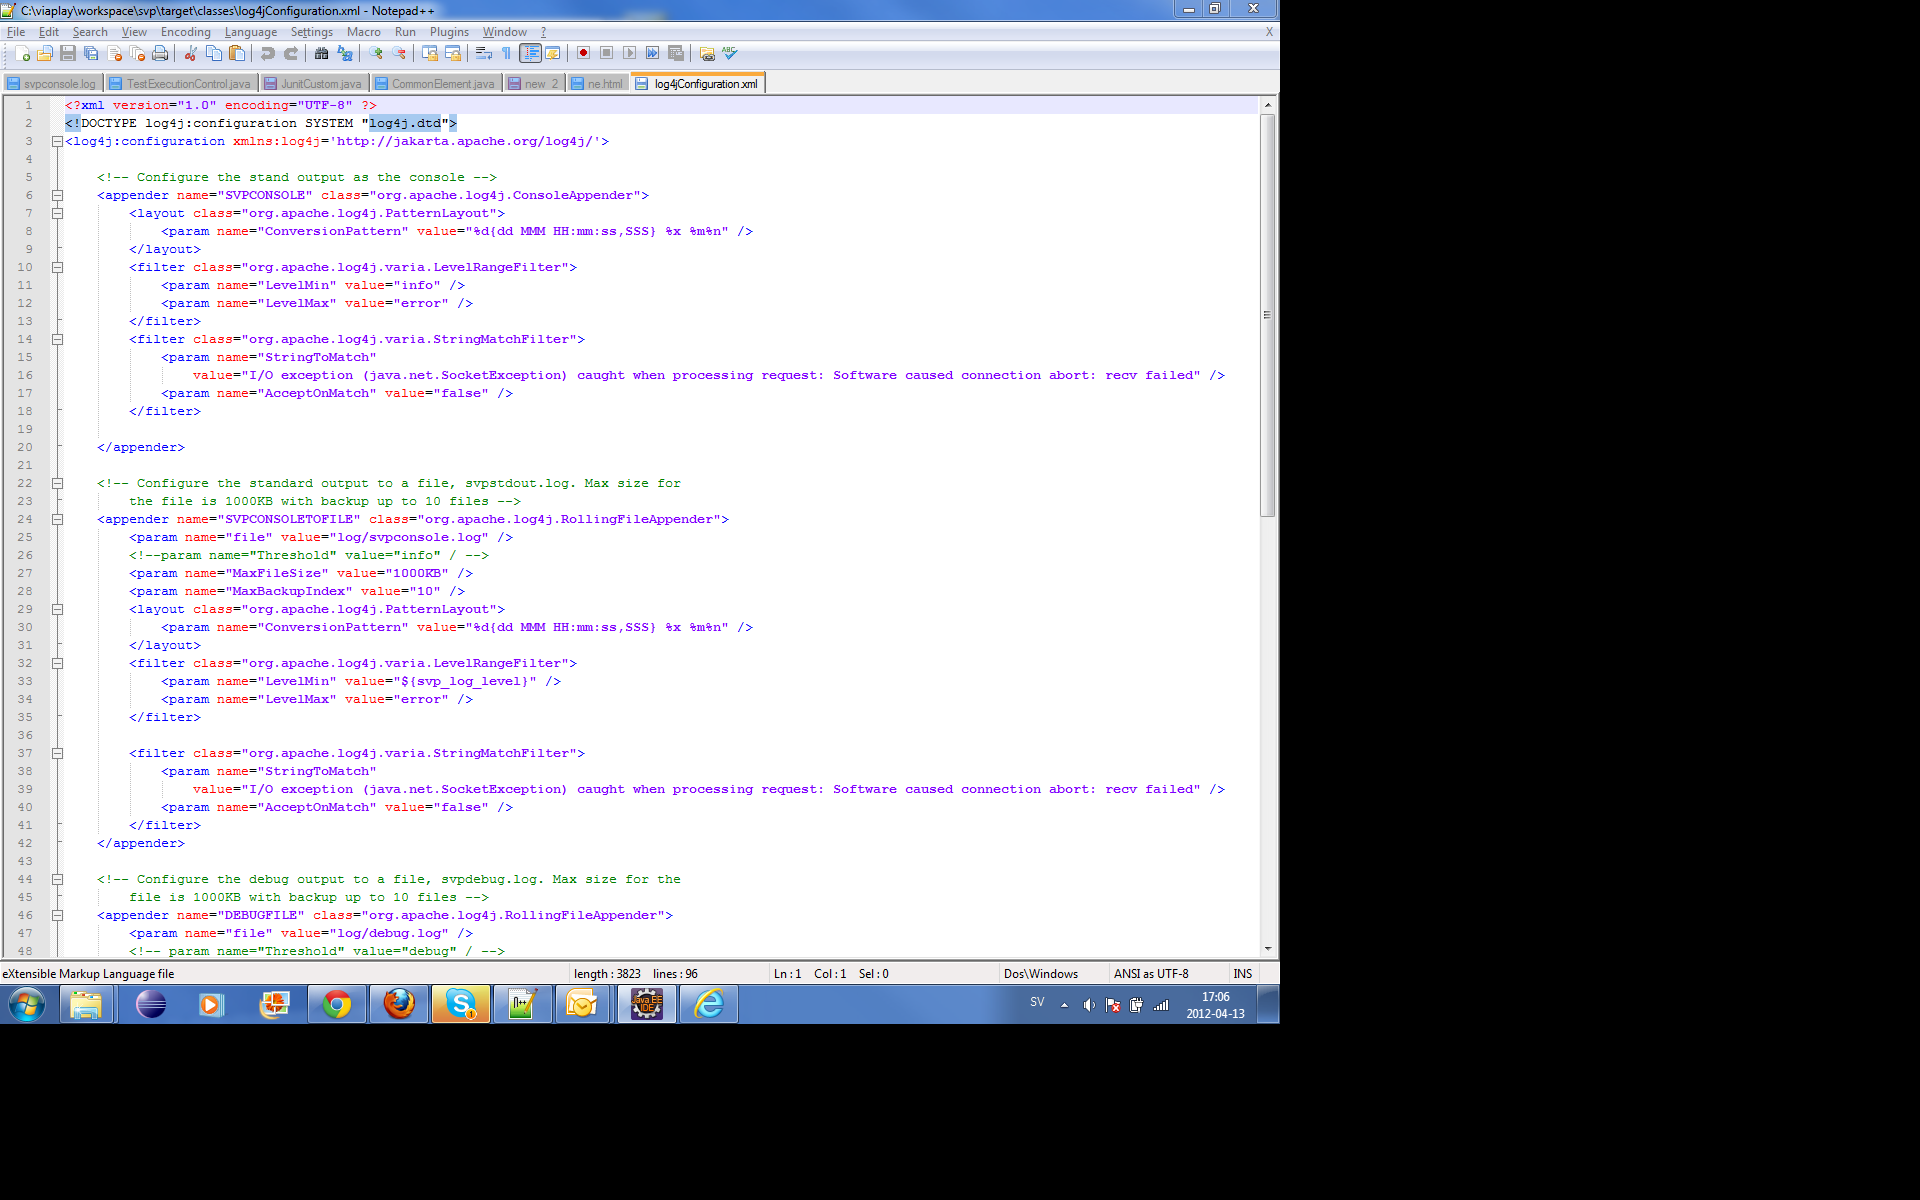 C:\viaplay\workspace\svp\target\classes\log4jConfiguration.xml - Notepad++
File Edit Search View Encoding Language Settings Macro Run Plugins Window ? X
svpconsole.log TestExecutionControl.java JunitCustom.java CommonElement.java new 2 ne.html log4jConfiguration.xml
1 <?xml version="1.0" encoding="UTF-8" ?>
2 <!DOCTYPE log4j:configuration SYSTEM "log4j.dtd">
3 <log4j:configuration xmlns:log4j='http://jakarta.apache.org/log4j/'>
4
5 <!-- Configure the stand output as the console -->
6 <appender name="SVPCONSOLE" class="org.apache.log4j.ConsoleAppender">
7 <layout class="org.apache.log4j.PatternLayout">
8 <param name="ConversionPattern" value="%d{dd MMM HH:mm:ss,SSS} %x %m%n" />
9 </layout>
10 <filter class="org.apache.log4j.varia.LevelRangeFilter">
11 <param name="LevelMin" value="info" />
12 <param name="LevelMax" value="error" />
13 </filter>
14 <filter class="org.apache.log4j.varia.StringMatchFilter">
15 <param name="StringToMatch"
16 value="I/O exception (java.net.SocketException) caught when processing request: Software caused connection abort: recv failed" />
17 <param name="AcceptOnMatch" value="false" />
18 </filter>
19
20 </appender>
21
22 <!-- Configure the standard output to a file, svpstdout.log. Max size for
23 the file is 1000KB with backup up to 10 files -->
24 <appender name="SVPCONSOLETOFILE" class="org.apache.log4j.RollingFileAppender">
25 <param name="file" value="log/svpconsole.log" />
26 <!--param name="Threshold" value="info" / -->
27 <param name="MaxFileSize" value="1000KB" />
28 <param name="MaxBackupIndex" value="10" />
29 <layout class="org.apache.log4j.PatternLayout">
30 <param name="ConversionPattern" value="%d{dd MMM HH:mm:ss,SSS} %x %m%n" />
31 </layout>
32 <filter class="org.apache.log4j.varia.LevelRangeFilter">
33 <param name="LevelMin" value="${svp_log_level}" />
34 <param name="LevelMax" value="error" />
35 </filter>
36
37 <filter class="org.apache.log4j.varia.StringMatchFilter">
38 <param name="StringToMatch"
39 value="I/O exception (java.net.SocketException) caught when processing request: Software caused connection abort: recv failed" />
40 <param name="AcceptOnMatch" value="false" />
41 </filter>
42 </appender>
43
44 <!-- Configure the debug output to a file, svpdebug.log. Max size for the
45 file is 1000KB with backup up to 10 files -->
46 <appender name="DEBUGFILE" class="org.apache.log4j.RollingFileAppender">
47 <param name="file" value="log/debug.log" />
48 <!-- param name="Threshold" value="debug" / -->
eXtensible Markup Language file length : 3823 lines : 96 Ln : 1 Col : 1 Sel : 0 Dos\Windows ANSI as UTF-8 INS
Java EE IDE
SV 17:06
2012-04-13